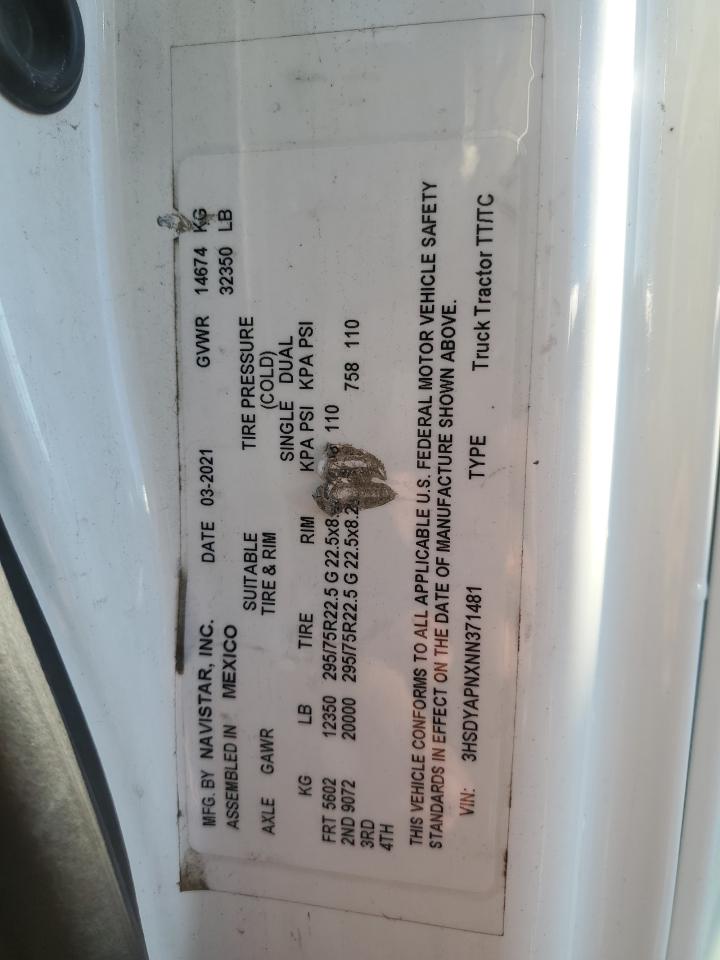 MFG. BY NAVISTAR, INC. DATE 03-2021 GVWR 14674 KG
ASSEMBLED IN MEXICO 32350 LB
SUITABLE TIRE PRESSURE
AXLE GAWR TIRE & RIM (COLD)
SINGLE DUAL
KG LB TIRE RIM KPA PSI KPA PSI
FRT 5602 12350 295/75R22.5 G 22.5x8. 110
2ND 9072 20000 295/75R22.5 G 22.5x8.2 758 110
3RD
4TH
THIS VEHICLE CONFORMS TO ALL APPLICABLE U.S. FEDERAL MOTOR VEHICLE SAFETY
STANDARDS IN EFFECT ON THE DATE OF MANUFACTURE SHOWN ABOVE.
VIN: 3HSDYAPNXNN371481 TYPE Truck Tractor TT/TC